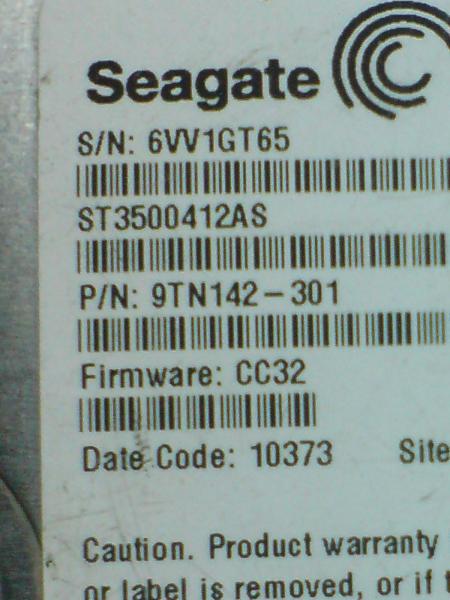 Seagate
S/N: 6VV1GT65
ST3500412AS
P/N: 9TN142-301
Firmware: CC32
Date Code: 10373 Site
Caution. Product warranty
or label is removed, or if